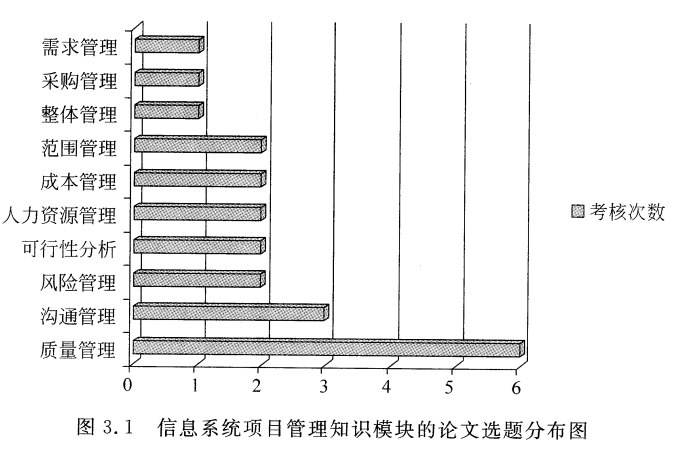 需求管理
采购管理
整体管理
范围管理
成本管理
人力资源管理
可行性分析
风险管理
沟通管理
质量管理
考核次数
0 1 2 3 4 5 6
图 3.1 信息系统项目管理知识模块的论文选题分布图